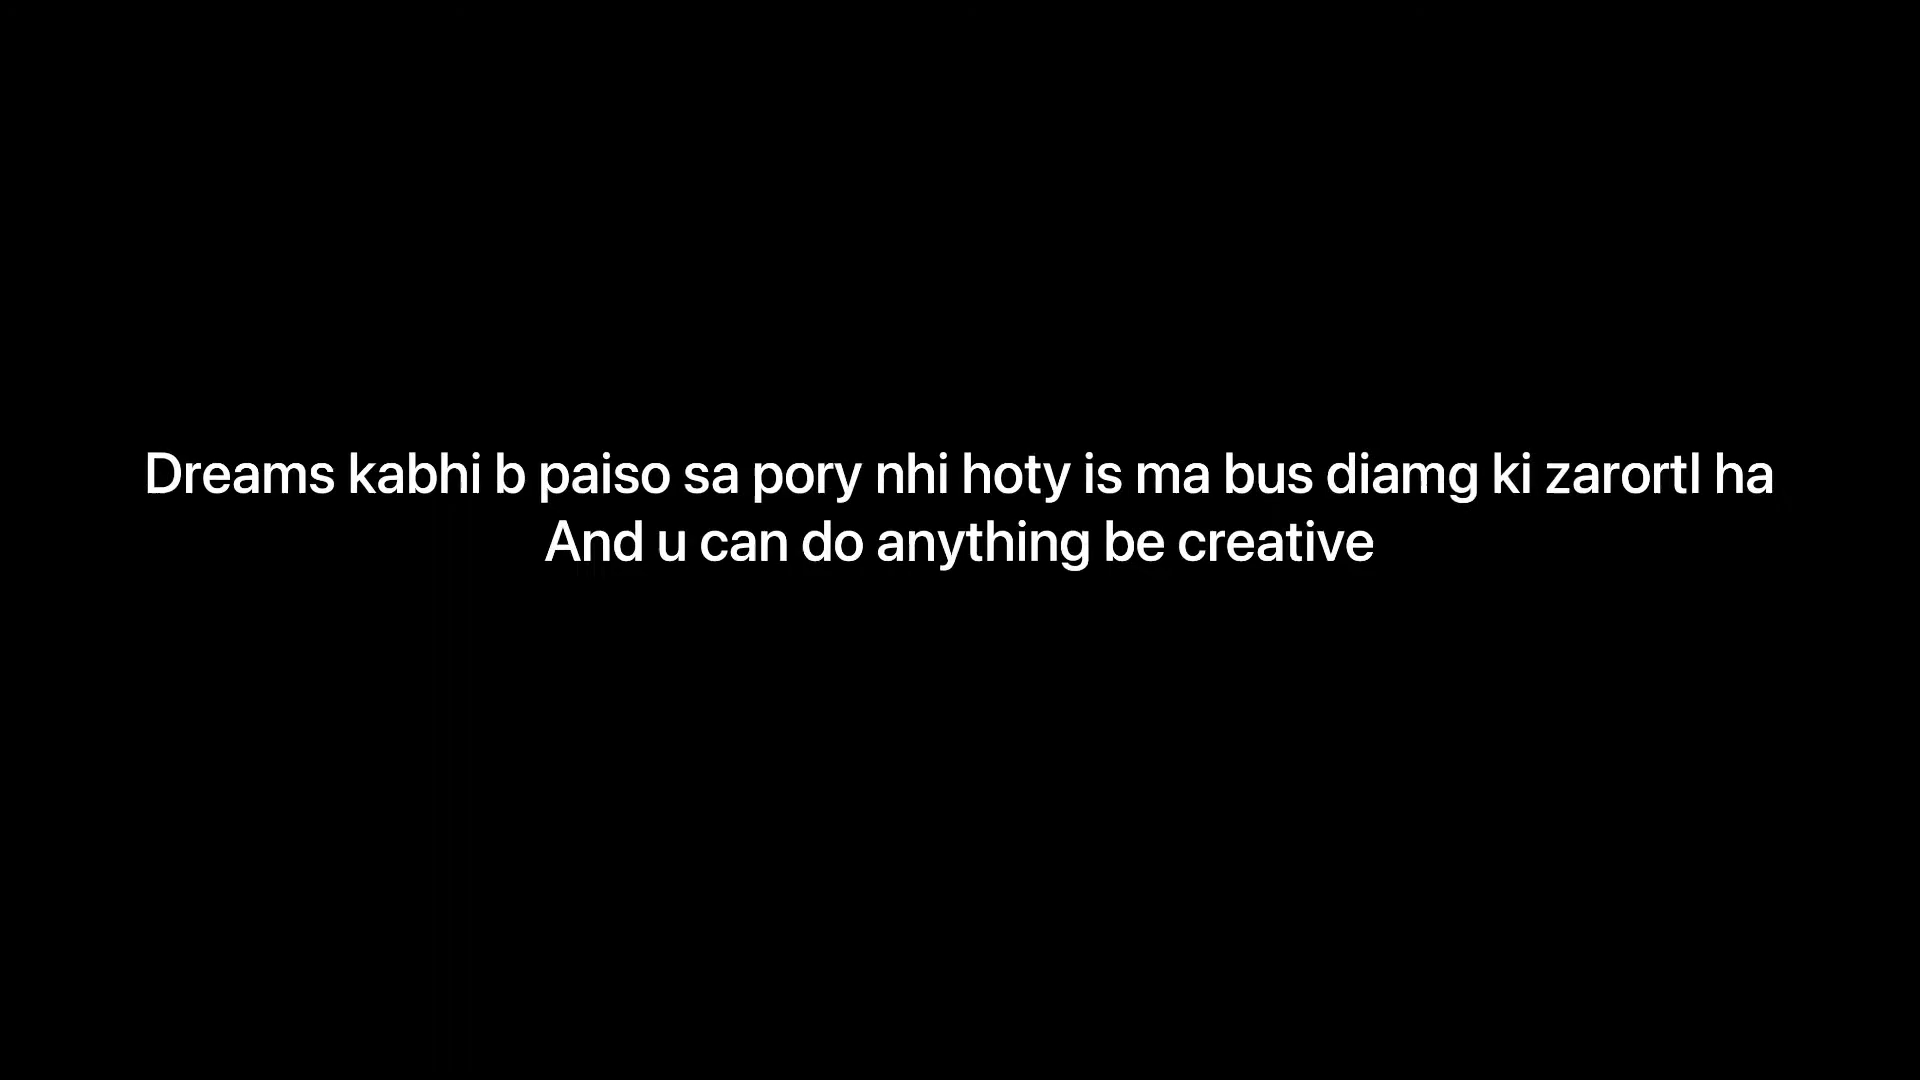 Dreams kabhi b paiso sa pory nhi hoty is ma bus diamg ki zarortl ha
And u can do anything be creative